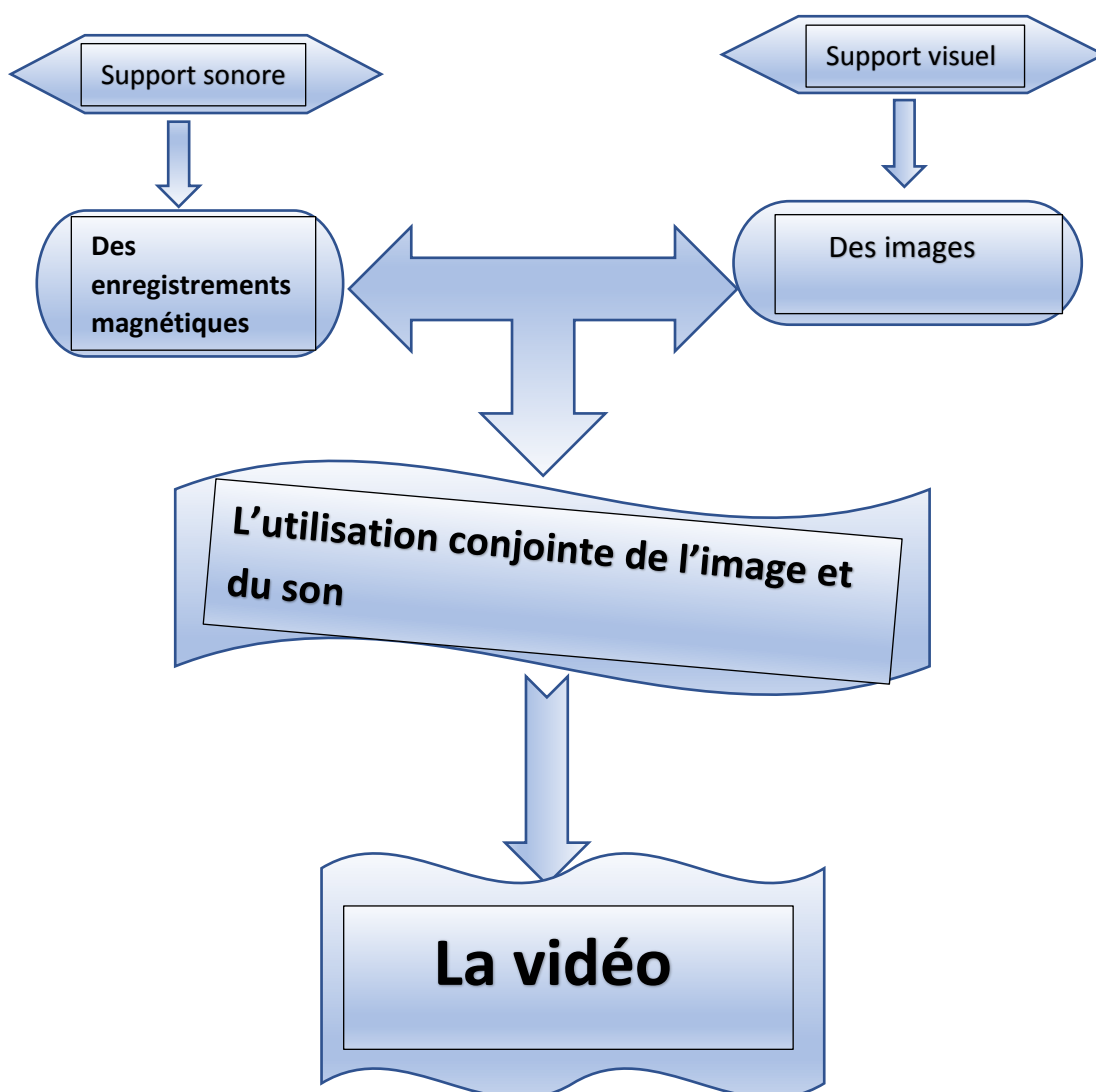 Support sonore
Support visuel
Des
enregistrements
magnétiques
Des images
L’utilisation conjointe de l’image et
du son
La vidéo